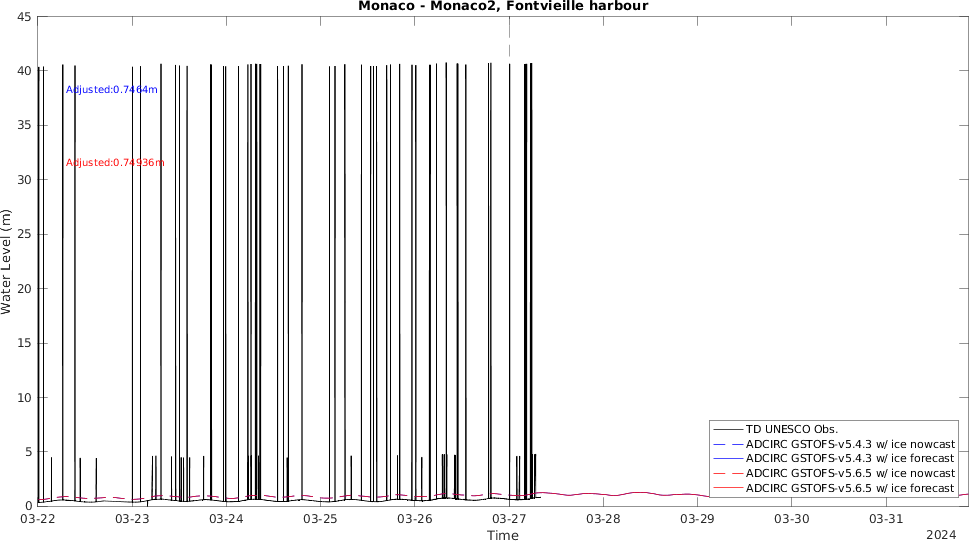 Monaco - Monaco2, Fontvieille harbour
45
40
35
30
25
20
15
10
5
0
Water Level (m)
Adjusted:0.7464m
Adjusted:0.74936m
TD UNESCO Obs.
ADCIRC GSTOFS-v5.4.3 w/ ice nowcast
ADCIRC GSTOFS-v5.4.3 w/ ice forecast
ADCIRC GSTOFS-v5.6.5 w/ ice nowcast
ADCIRC GSTOFS-v5.6.5 w/ ice forecast
03-22 03-23 03-24 03-25 03-26 03-27 03-28 03-29 03-30 03-31
Time
2024